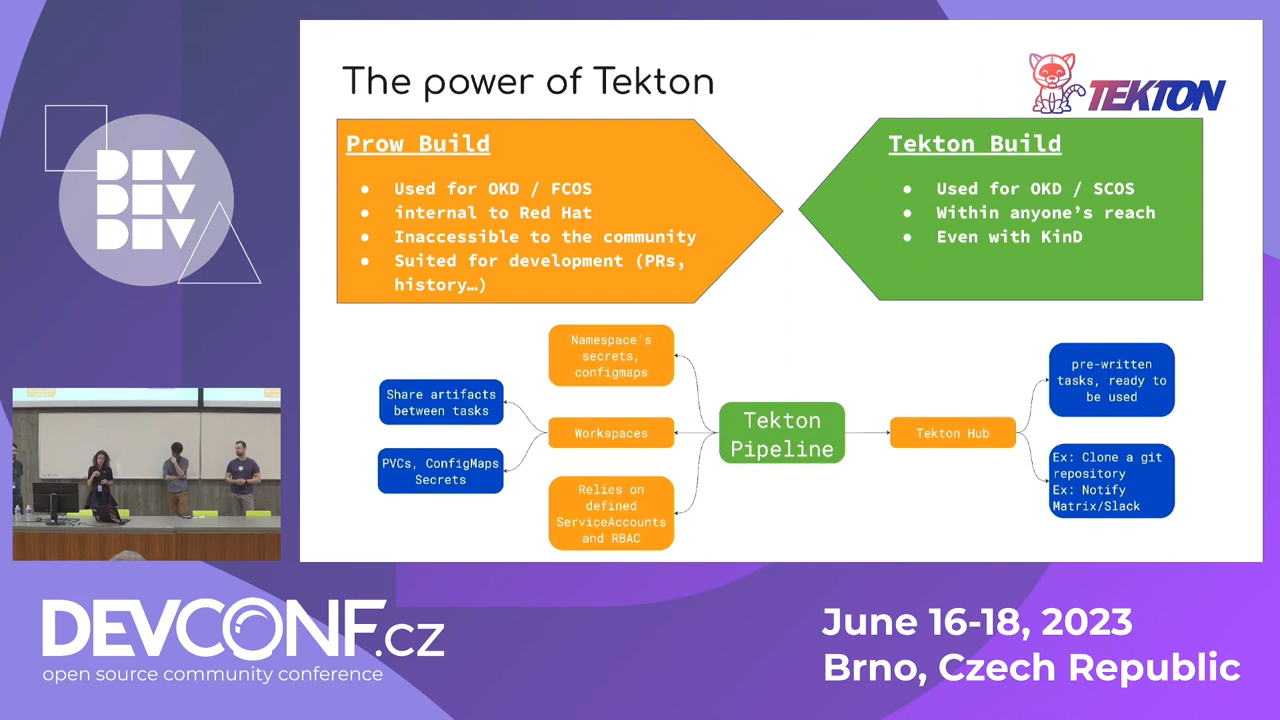 The power of Tekton
TEKTON
Prow Build
● Used for OKD / FCOS
● internal to Red Hat
● Inaccessible to the community
● Suited for development (PRs,
history…)
Tekton Build
● Used for OKD / SCOS
● Within anyone’s reach
● Even with KinD
Namespace's
secrets,
configmaps
Share artifacts
between tasks
Workspaces
PVCs, ConfigMaps
Secrets
Relies on
defined
ServiceAccounts
and RBAC
Tekton
Pipeline
Tekton Hub
pre-written
tasks, ready to
be used
Ex: Clone a git
repository
Ex: Notify
Matrix/Slack
DEV
DEV
DEV
DEVCONF.cz
open source community conference
June 16-18, 2023
Brno, Czech Republic